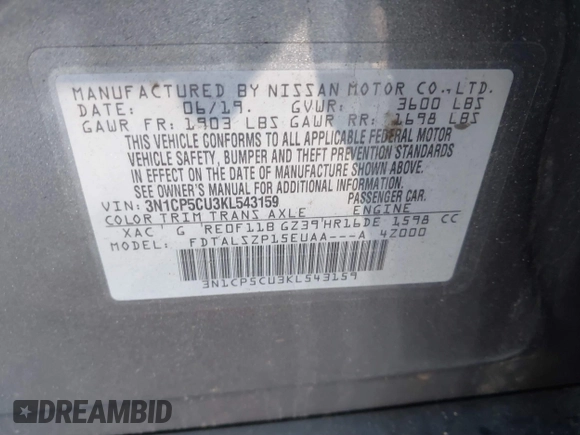 MANUFACTURED BY NISSAN MOTOR CO.,LTD.
DATE: 06/19. GVWR: 3600 LBS
GAWR FR: 1903 LBS GAWR RR: 1698 LBS
THIS VEHICLE CONFORMS TO ALL APPLICABLE FEDERAL MOTOR
VEHICLE SAFETY, BUMPER AND THEFT PREVENTION STANDARDS
IN EFFECT ON THE DATE OF MANUFACTURE SHOWN ABOVE.
SEE OWNER'S MANUAL FOR ADDITIONAL INFORMATION.
VIN: 3N1CP5CU3KL543159 PASSENGER CAR.
COLOR TRIM TRANS AXLE ENGINE
XAC G RE0F11B GZ39 HR16DE 1598 CC
MODEL: FDTALSZP15EUAA---A 42000
3N1CP5CU3KL543159
DREAMBID